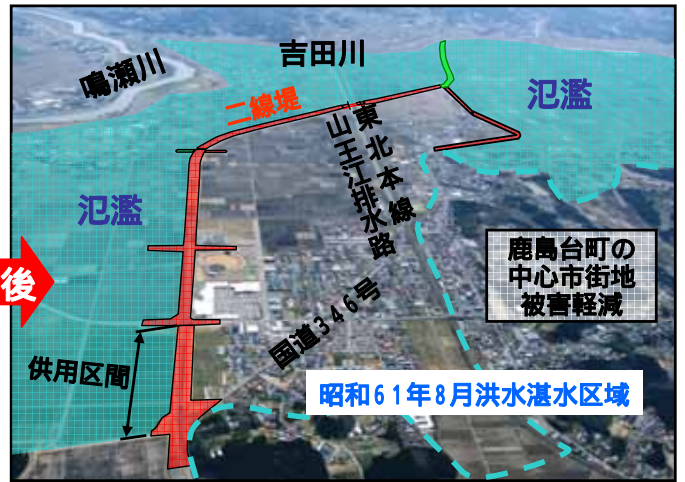 吉田川
鳴瀬川
氾濫
二線堤
東北本線
山王江排水路
氾濫
鹿島台町の
中心市街地
被害軽減
後
国道346号
供用区間
昭和61年8月洪水湛水区域